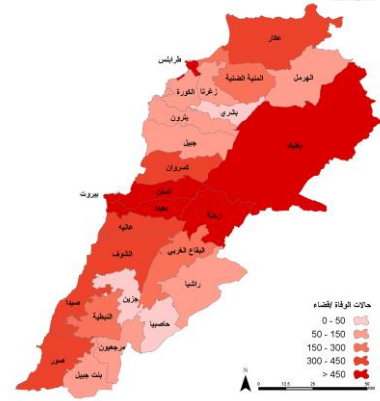 عكار
طرابلس
المنية الضنية
الهرمل
زغرتا
الكورة
بشري
بترون
بعلبك
جبيل
كسروان
المتن
بيروت
بعبدا
زحلة
عاليه
البقاع الغربي
الشوف
راشيا
جزين
صيدا
النبطية
حاصبيا
مرجعيون
صور
بنت جبيل
حالات الوفاة /قضاء
0 - 50
50 - 150
150 - 300
300 - 450
> 450
N
0 12.5 25 50